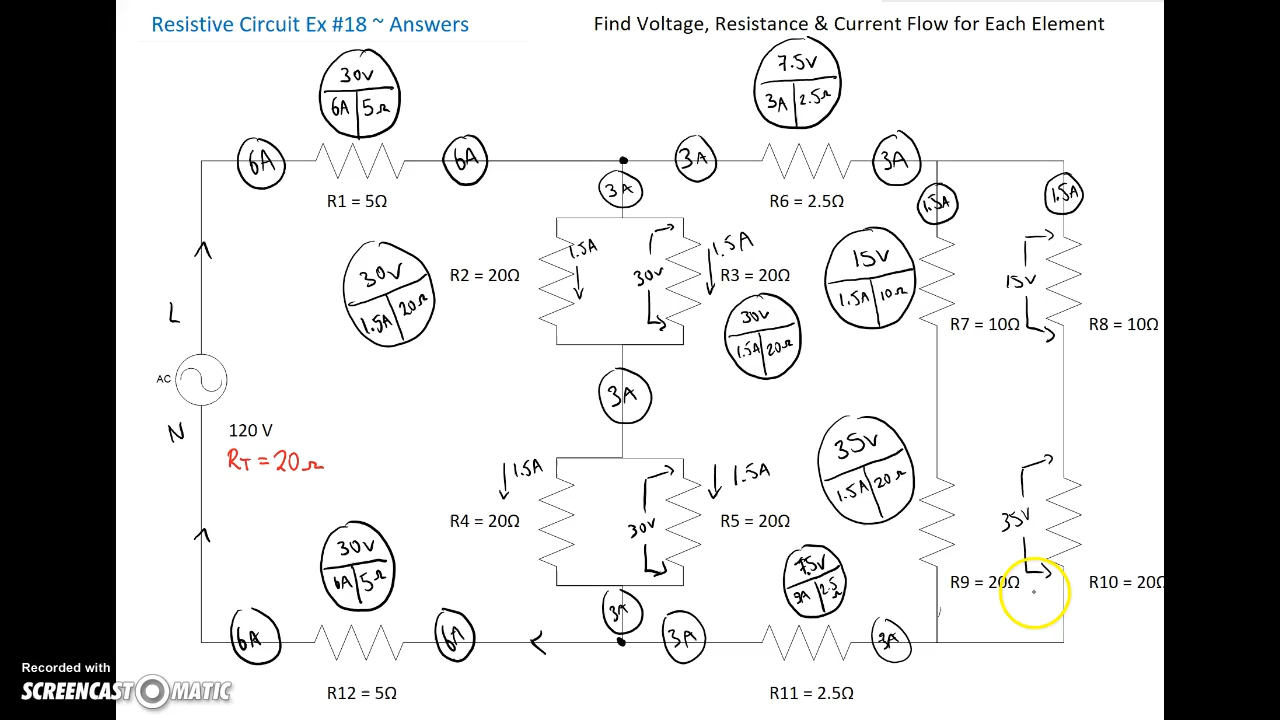 Resistive Circuit Ex #18 ~ Answers
Find Voltage, Resistance & Current Flow for Each Element
30V
6A 5Ω
7.5V
3A 2.5Ω
6A
6A
3A
3A
R1 = 5Ω
3A
R6 = 2.5Ω
1.5A
1.5A
1.5A
1.5A
30V
1.5A 20Ω
R2 = 20Ω
30V
R3 = 20Ω
15V
1.5A 10Ω
15V
L
30V
1.5A 20Ω
R7 = 10Ω
R8 = 10Ω
AC
3A
N
120 V
RT = 20Ω
35V
1.5A 20Ω
1.5A
1.5A
R4 = 20Ω
30V
R5 = 20Ω
35V
30V
6A 5Ω
7.5V
3A 2.5Ω
R9 = 20Ω
R10 = 20Ω
3A
6A
6A
3A
3A
R12 = 5Ω
R11 = 2.5Ω
Recorded with
SCREENCAST MATIC